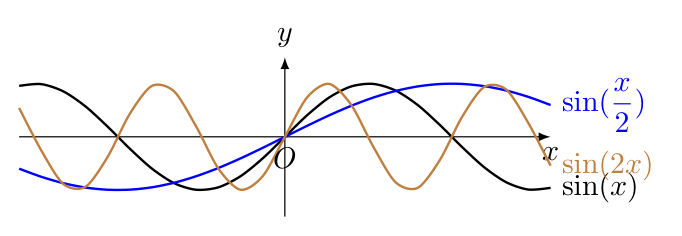 y
sin(x/2)
x
O
sin(2x)
sin(x)